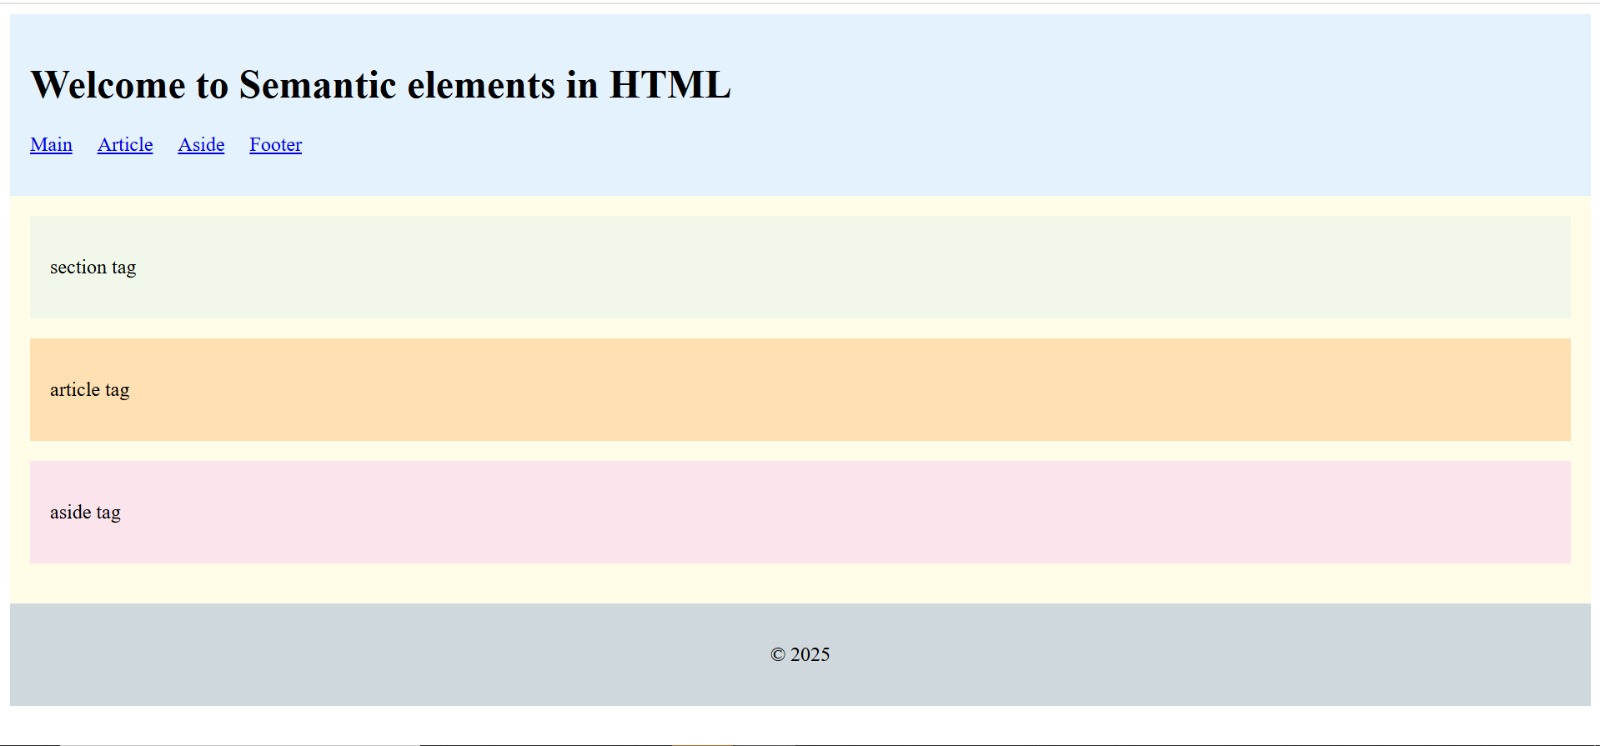 Welcome to Semantic elements in HTML
Main Article Aside Footer
section tag
article tag
aside tag
© 2025